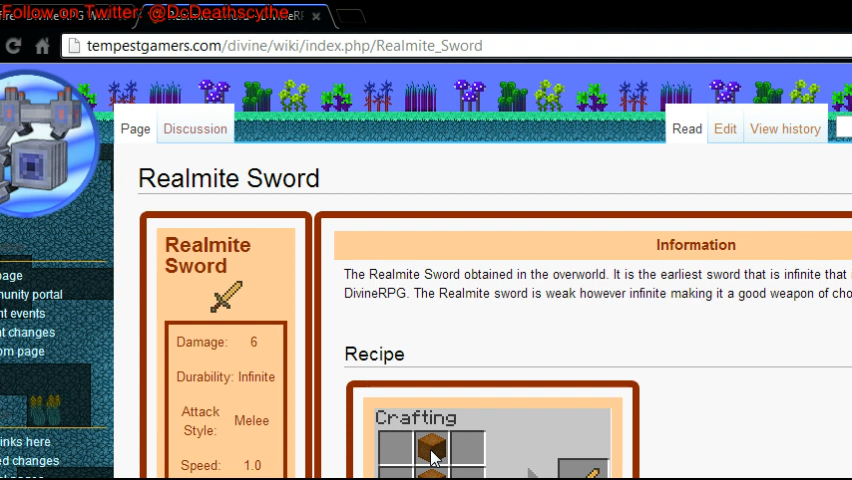 Follow on Twitter: @DcDeathscythe
tempestgamers.com/divine/wiki/index.php/Realmite_Sword
Page Discussion Read Edit View history
Realmite Sword
Realmite
Sword
Damage: 6
Durability: Infinite
Attack
Style: Melee
Speed: 1.0
Information
The Realmite Sword obtained in the overworld. It is the earliest sword that is infinite that
DivineRPG. The Realmite sword is weak however infinite making it a good weapon of cho
Recipe
Crafting
page
unity portal
nt events
t changes
om page
inks here
ed changes